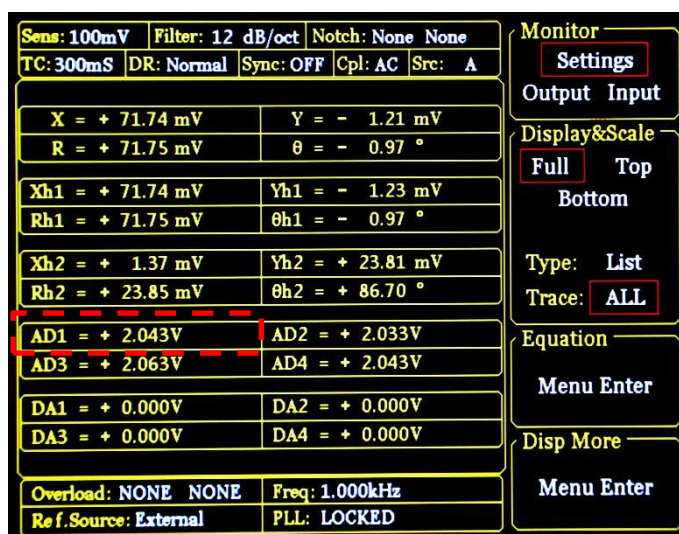 Sens: 100mV Filter: 12 dB/oct Notch: None None
TC: 300mS DR: Normal Sync: OFF Cpl: AC Src: A
X = + 71.74 mV Y = - 1.21 mV
R = + 71.75 mV θ = - 0.97 °
Xh1 = + 71.74 mV Yh1 = - 1.23 mV
Rh1 = + 71.75 mV θh1 = - 0.97 °
Xh2 = + 1.37 mV Yh2 = + 23.81 mV
Rh2 = + 23.85 mV θh2 = + 86.70 °
AD1 = + 2.043V AD2 = + 2.033V
AD3 = + 2.063V AD4 = + 2.043V
DA1 = + 0.000V DA2 = + 0.000V
DA3 = + 0.000V DA4 = + 0.000V
Overload: NONE NONE Freq: 1.000kHz
Ref.Source: External PLL: LOCKED
Monitor
Settings
Output Input
Display&Scale
Full Top
Bottom
Type: List
Trace: ALL
Equation
Menu Enter
Disp More
Menu Enter